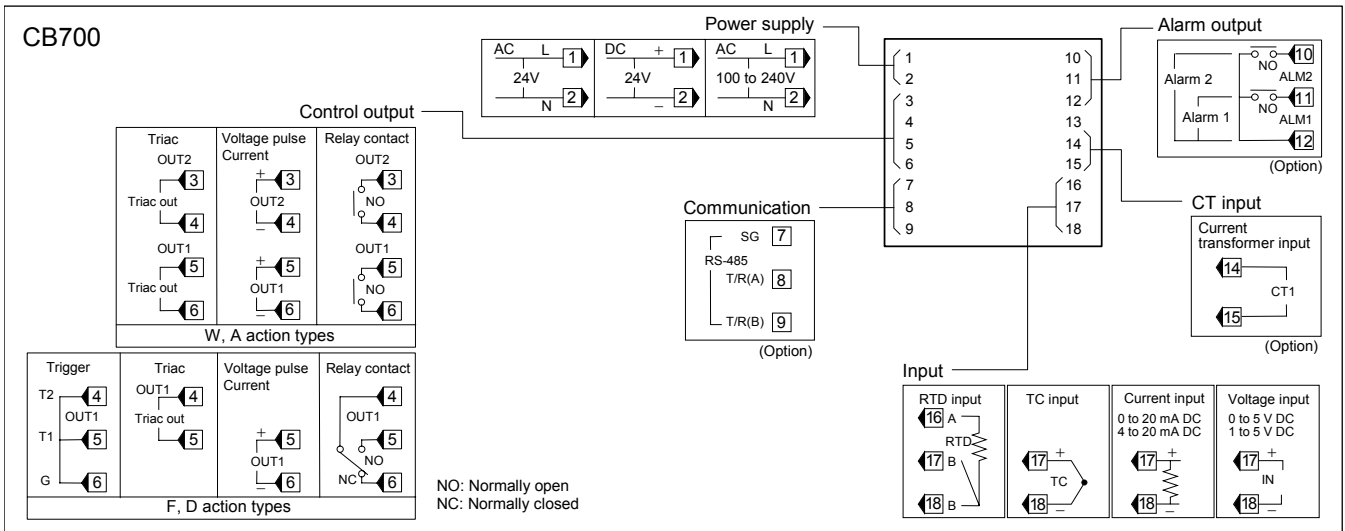 CB700
Power supply
AC L 1 DC + 1 AC L 1
24V 24V 100 to 240V
N 2 – 2 N 2
1 10
2 11
3 12
4 13
5 14
6 15
7 16
8 17
9 18
Alarm output
NO 10
Alarm 2 ALM2
NO 11
Alarm 1 ALM1
12
(Option)
Control output
Triac Voltage pulse Relay contact
Current
OUT2 OUT2
3 + 3 3
Triac out OUT2 NO
4 – 4 4
OUT1 OUT1
5 + 5 5
Triac out OUT1 NO
6 – 6 6
W, A action types
Trigger Triac Voltage pulse Relay contact
Current
T2 4 OUT1 4 4
OUT1 Triac out OUT1
T1 5 5 + 5 5
OUT1 NO
G 6 – 6 NC 6
F, D action types
NO: Normally open
NC: Normally closed
Communication
SG 7
RS-485
T/R(A) 8
T/R(B) 9
(Option)
CT input
Current
transformer input
14
CT1
15
(Option)
Input
RTD input TC input Current input Voltage input
16 A 0 to 20 mA DC 0 to 5 V DC
4 to 20 mA DC 1 to 5 V DC
RTD
17 B 17 + 17 + 17 +
TC IN
18 B 18 – 18 – 18 –